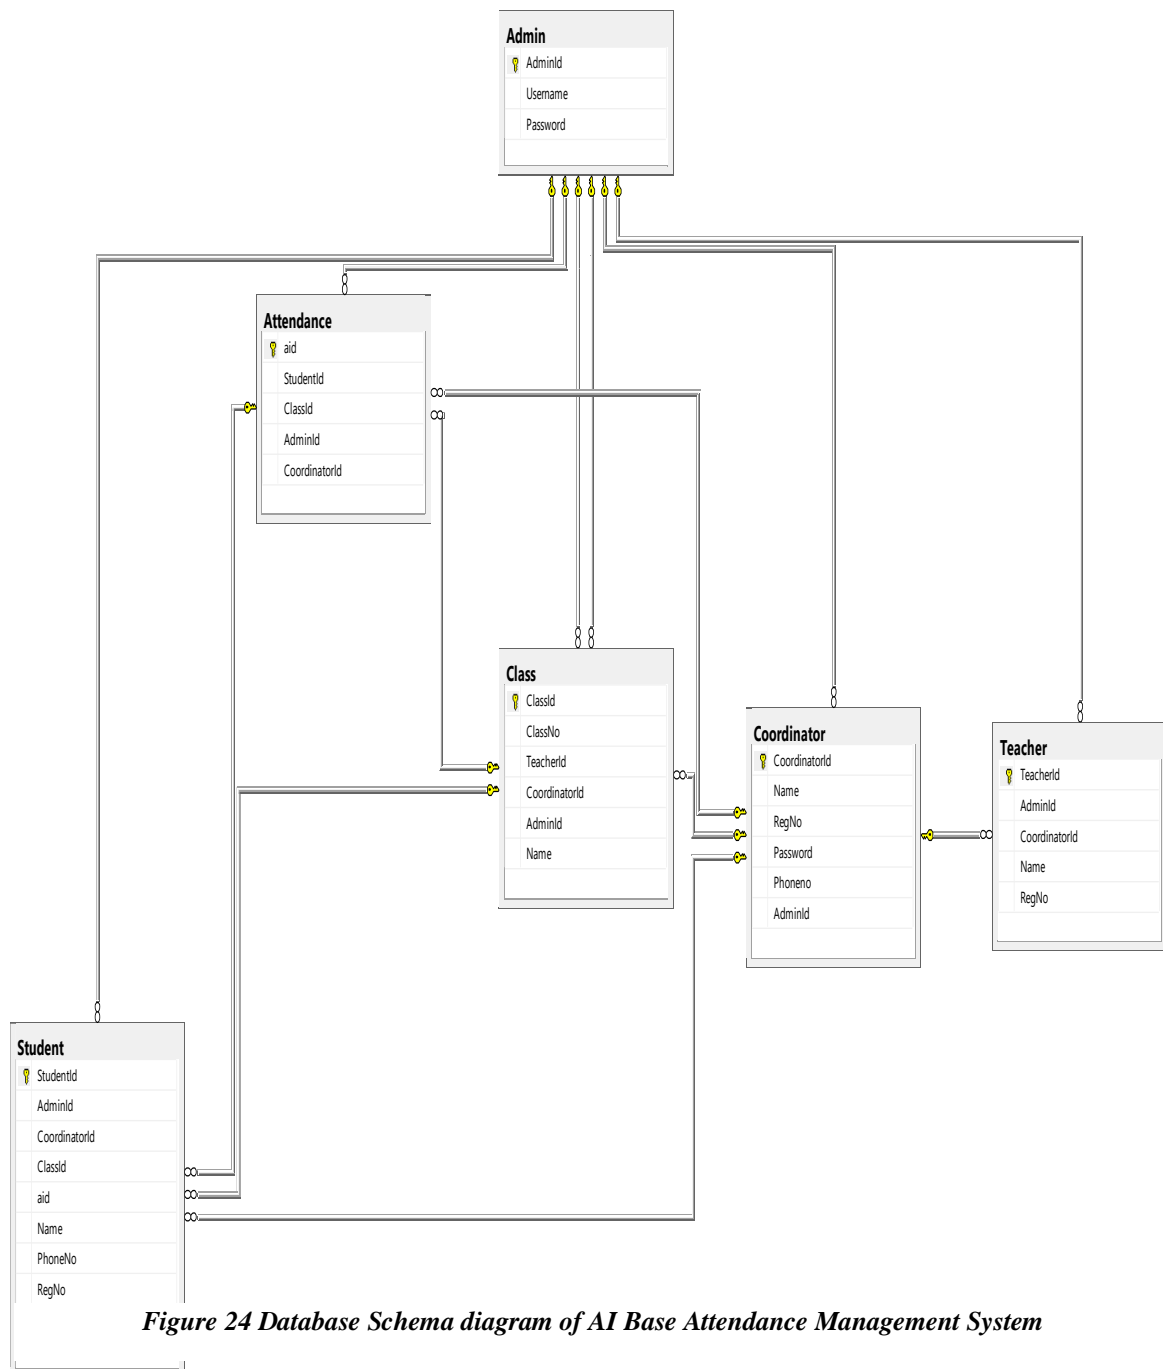 Admin
AdminId
Username
Password
Attendance
aid
StudentId
ClassId
AdminId
CoordinatorId
Class
ClassId
ClassNo
TeacherId
CoordinatorId
AdminId
Name
Coordinator
CoordinatorId
Name
RegNo
Password
Phoneno
AdminId
Teacher
TeacherId
AdminId
CoordinatorId
Name
RegNo
Student
StudentId
AdminId
CoordinatorId
ClassId
aid
Name
PhoneNo
RegNo
Figure 24 Database Schema diagram of AI Base Attendance Management System